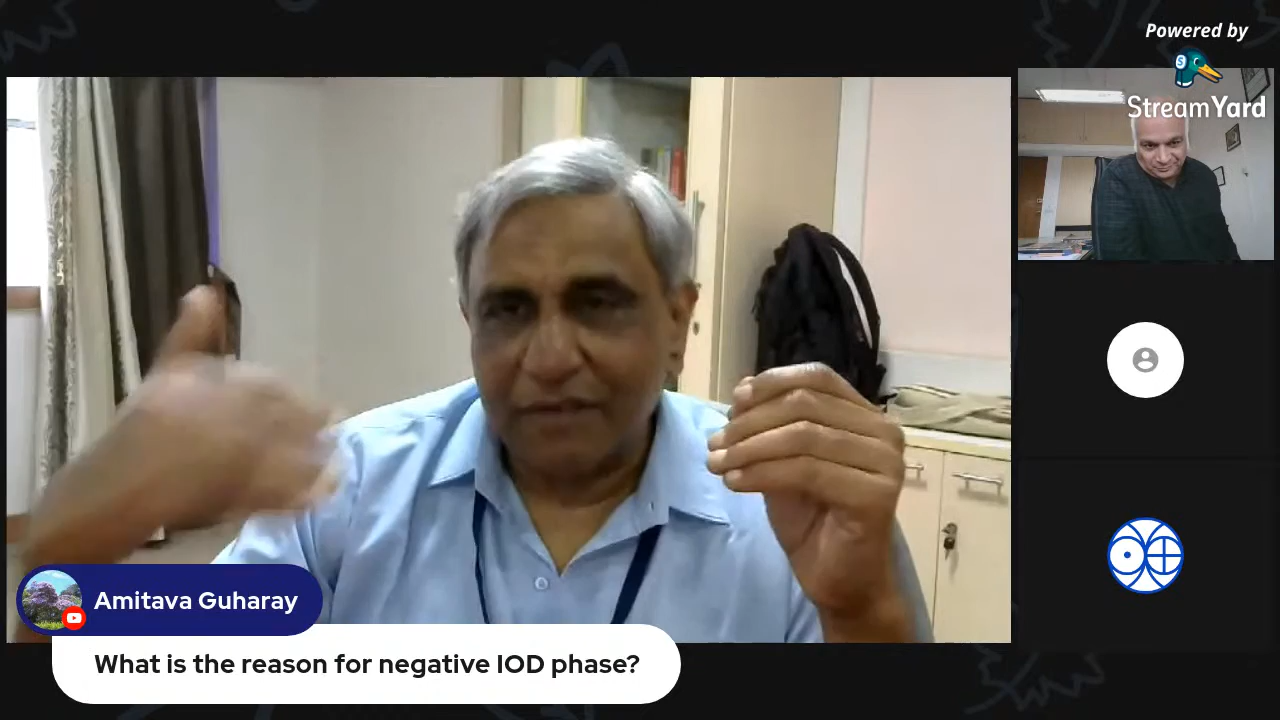 Powered by
StreamYard
Amitava Guharay
What is the reason for negative IOD phase?